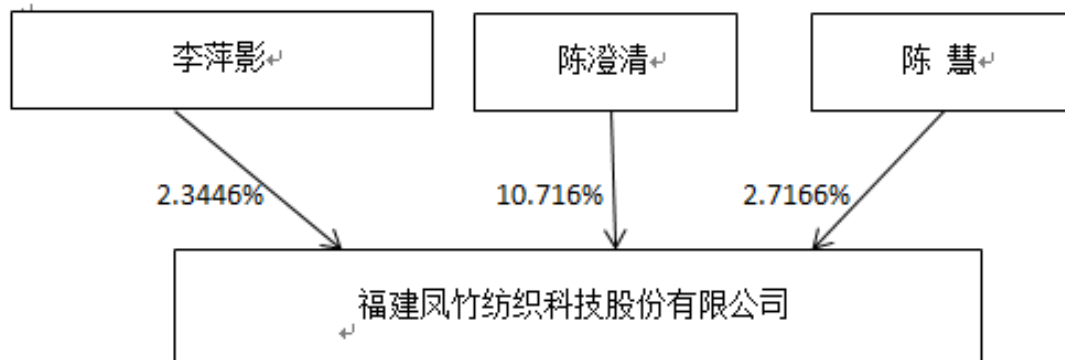 李萍影
陈澄清
陈 慧
2.3446%
10.716%
2.7166%
福建凤竹纺织科技股份有限公司